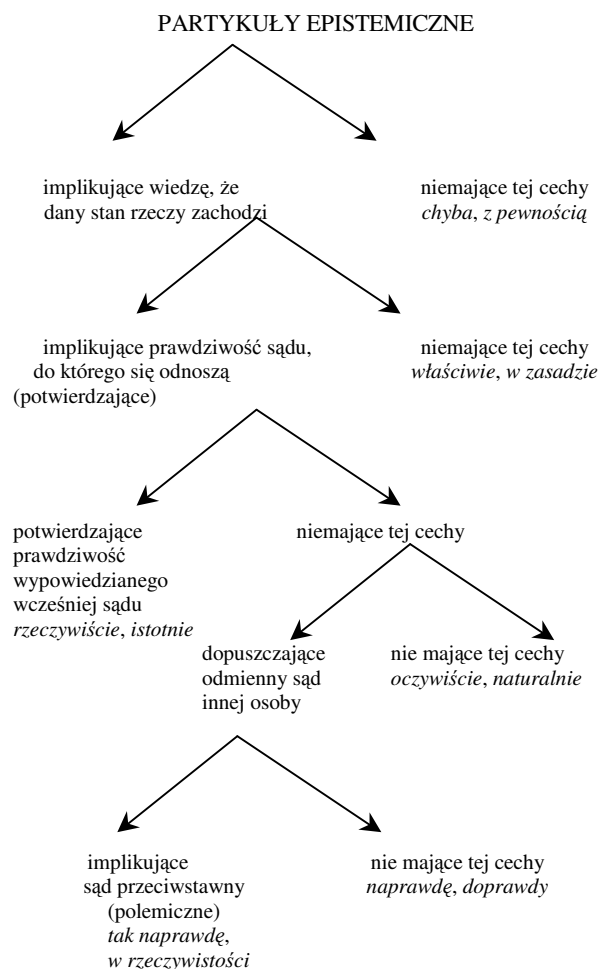 PARTYKUŁY EPISTEMICZNE
implikujące wiedzę, że
dany stan rzeczy zachodzi
niemające tej cechy
chyba, z pewnością
implikujące prawdziwość sądu,
do którego się odnoszą
(potwierdzające)
niemające tej cechy
właściwie, w zasadzie
potwierdzające
prawdziwość
wypowiedzianego
wcześniej sądu
rzeczywiście, istotnie
niemające tej cechy
dopuszczające
odmienny sąd
innej osoby
nie mające tej cechy
oczywiście, naturalnie
implikujące
sąd przeciwstawny
(polemiczne)
tak naprawdę,
w rzeczywistości
nie mające tej cechy
naprawdę, doprawdy